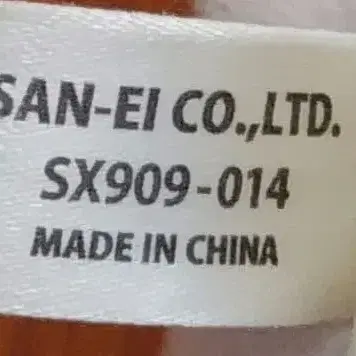 SAN-EI CO.,LTD.
SX909-014
MADE IN CHINA